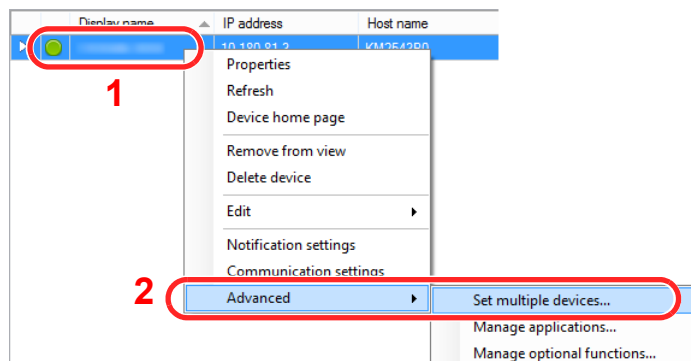 Display name IP address Host name
10.180.81.2 KM2542B0
1
Properties
Refresh
Device home page
Remove from view
Delete device
Edit
Notification settings
Communication settings
2
Advanced Set multiple devices...
Manage applications...
Manage optional functions...